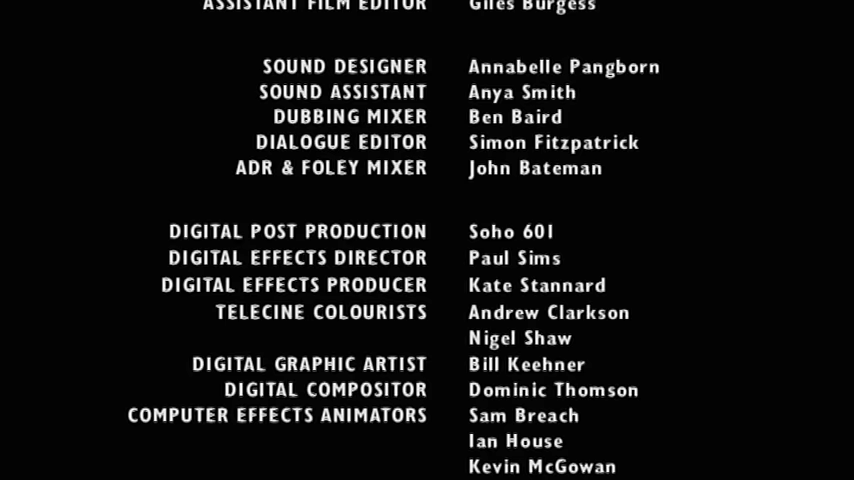 ASSISTANT FILM EDITOR Giles Burgess
SOUND DESIGNER Annabelle Pangborn
SOUND ASSISTANT Anya Smith
DUBBING MIXER Ben Baird
DIALOGUE EDITOR Simon Fitzpatrick
ADR & FOLEY MIXER John Bateman
DIGITAL POST PRODUCTION Soho 601
DIGITAL EFFECTS DIRECTOR Paul Sims
DIGITAL EFFECTS PRODUCER Kate Stannard
TELECINE COLOURISTS Andrew Clarkson
Nigel Shaw
DIGITAL GRAPHIC ARTIST Bill Keehner
DIGITAL COMPOSITOR Dominic Thomson
COMPUTER EFFECTS ANIMATORS Sam Breach
Ian House
Kevin McGowan